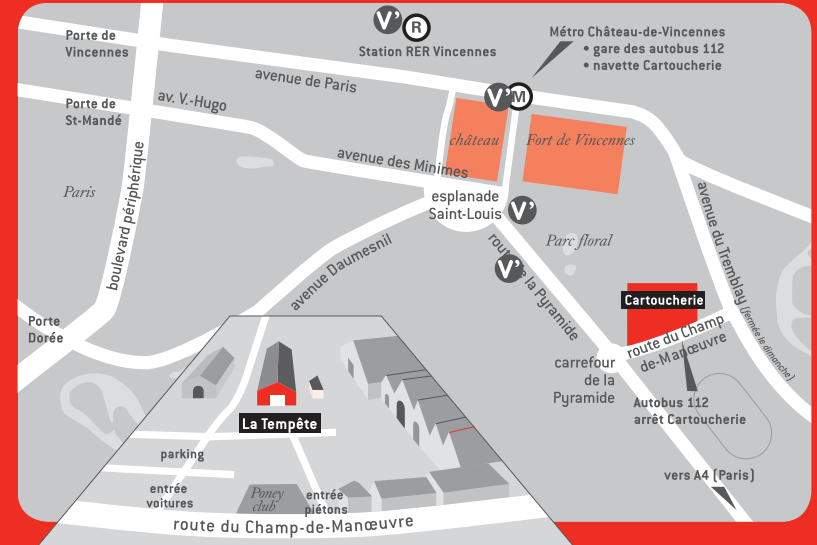 V'
R
Station RER Vincennes
Métro Château-de-Vincennes
• gare des autobus 112
• navette Cartoucherie
Porte de
Vincennes
avenue de Paris
V'
M
Porte de
St-Mandé
av. V.-Hugo
château
Fort de Vincennes
avenue des Minimes
Paris
boulevard périphérique
esplanade
Saint-Louis
V'
avenue du Tremblay (fermée le dimanche)
Parc floral
avenue Daumesnil
V'
route de la Pyramide
Cartoucherie
Porte
Dorée
route du Champ
de-Manœuvre
carrefour
de la
Pyramide
Autobus 112
arrêt Cartoucherie
La Tempête
parking
vers A4 (Paris)
entrée
voitures
Poney
club
entrée
piétons
route du Champ-de-Manœuvre